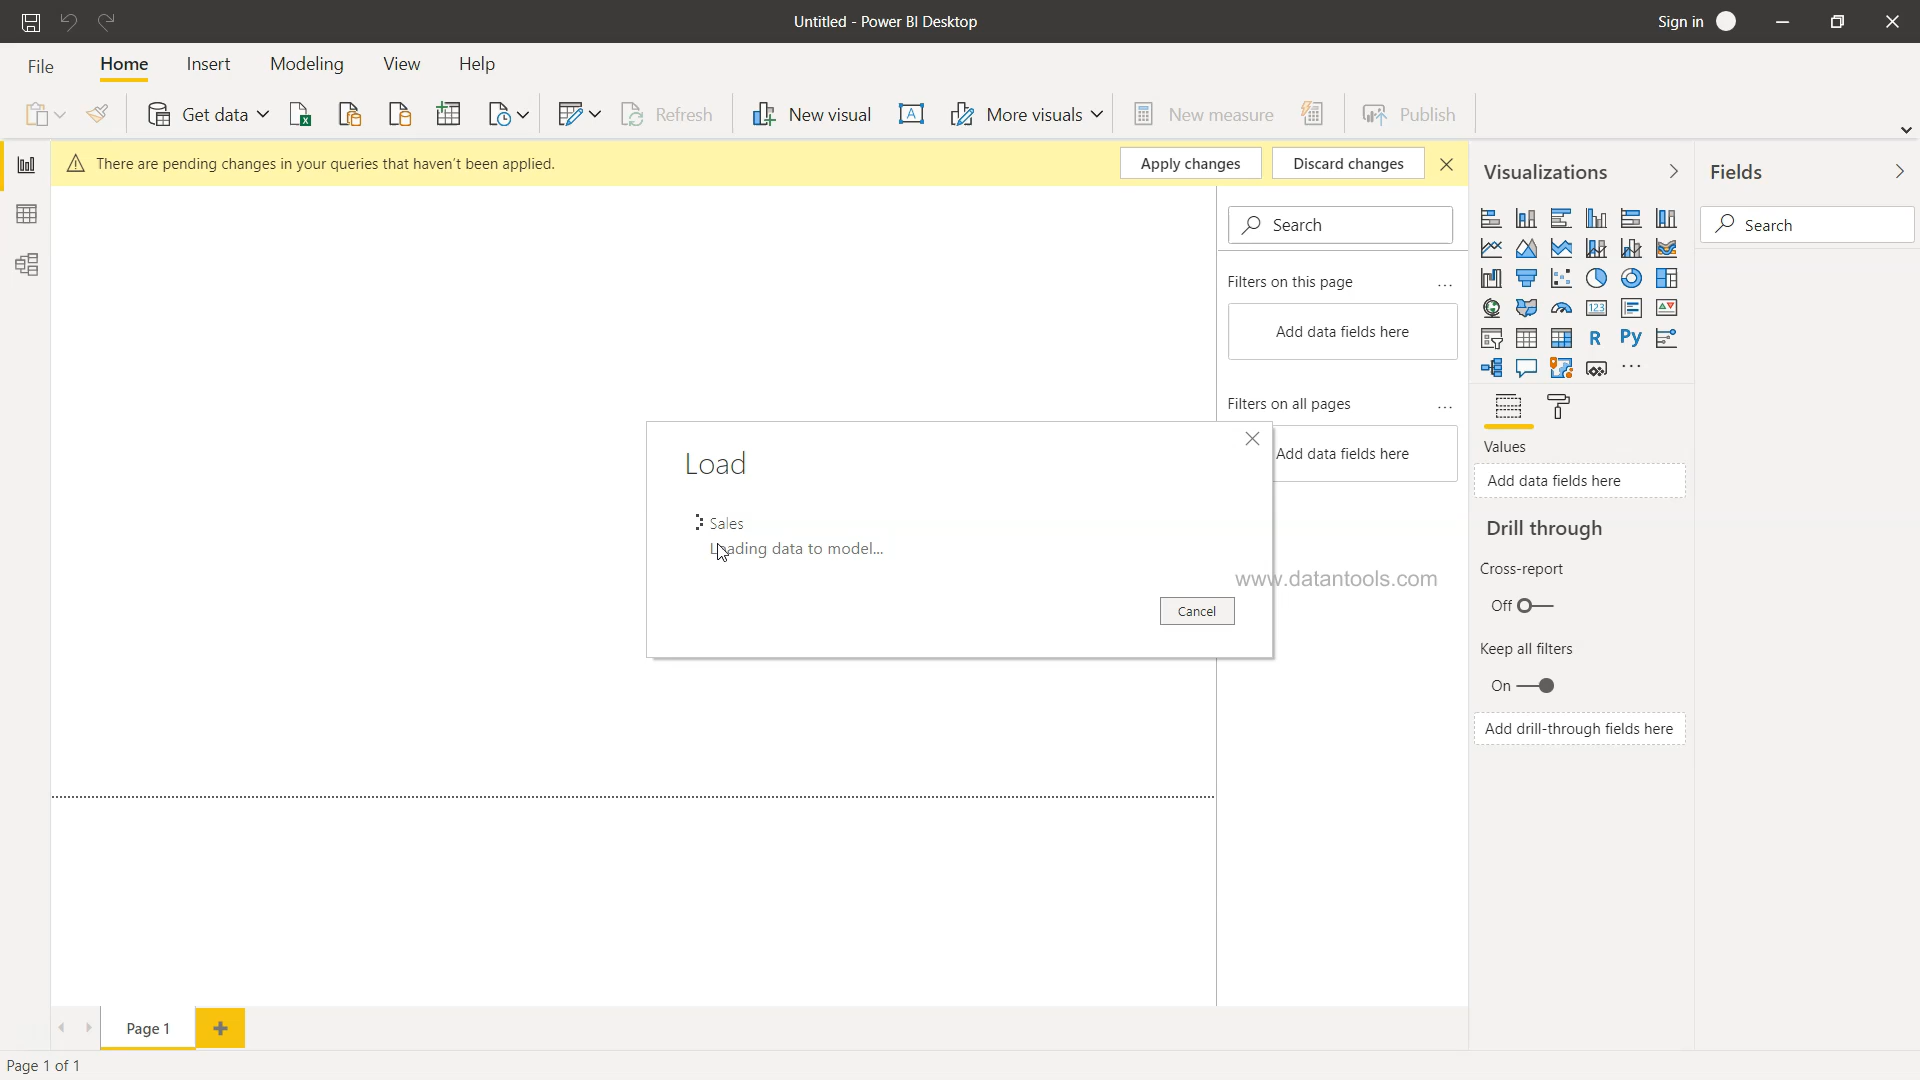 Untitled - Power BI Desktop
Sign in
File
Home
Insert
Modeling
View
Help
Get data
Refresh
New visual
A
More visuals
New measure
Publish
There are pending changes in your queries that haven't been applied.
Apply changes
Discard changes
Search
Filters on this page
...
Add data fields here
Filters on all pages
...
Add data fields here
Load
Sales
Loading data to model...
Cancel
www.datantools.com
Visualizations
123
R
Py
...
Values
Add data fields here
Drill through
Cross-report
Off
Keep all filters
On
Add drill-through fields here
Fields
Search
Page 1
Page 1 of 1